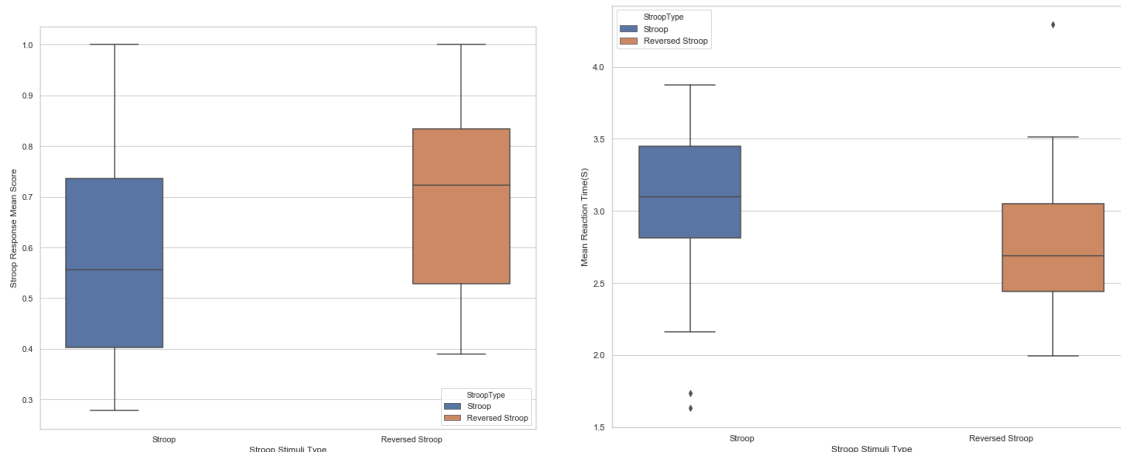 1.0
0.9
0.8
0.7
0.6
0.5
0.4
0.3
Stroop Response Mean Score
StroopType
Stroop
Reversed Stroop
Stroop
Reversed Stroop
Stroop Stimuli Type
StroopType
Stroop
Reversed Stroop
4.0
3.5
3.0
2.5
2.0
1.5
Mean Reaction Time(S)
Stroop
Reversed Stroop
Stroop Stimuli Type